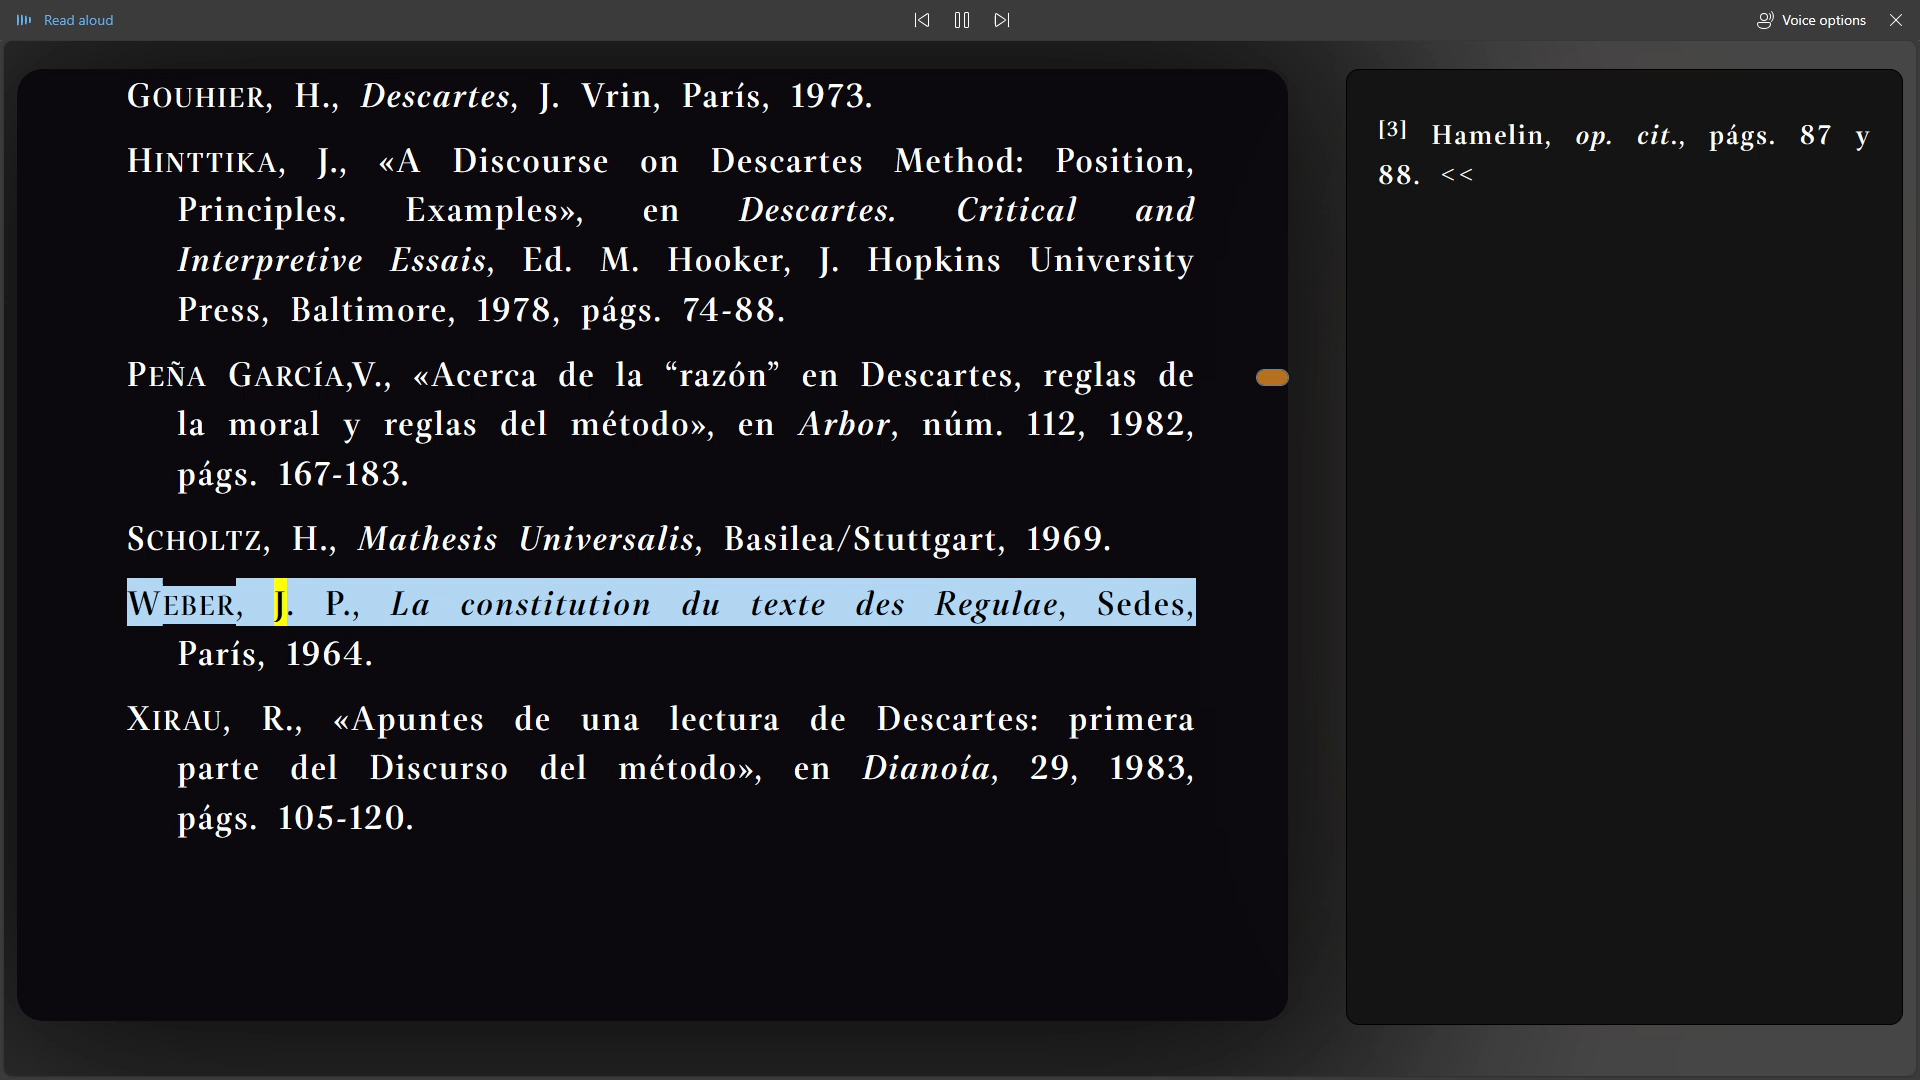 Read aloud
Voice options
GOUHIER, H., Descartes, J. Vrin, París, 1973.
HINTTIKA, J., «A Discourse on Descartes Method: Position,
Principles. Examples», en Descartes. Critical and
Interpretive Essais, Ed. M. Hooker, J. Hopkins University
Press, Baltimore, 1978, págs. 74-88.
PEÑA GARCÍA,V., «Acerca de la “razón” en Descartes, reglas de
la moral y reglas del método», en Arbor, núm. 112, 1982,
págs. 167-183.
SCHOLTZ, H., Mathesis Universalis, Basilea/Stuttgart, 1969.
WEBER, J. P., La constitution du texte des Regulae, Sedes,
París, 1964.
XIRAU, R., «Apuntes de una lectura de Descartes: primera
parte del Discurso del método», en Dianoía, 29, 1983,
págs. 105-120.
[3] Hamelin, op. cit., págs. 87 y
88. <<